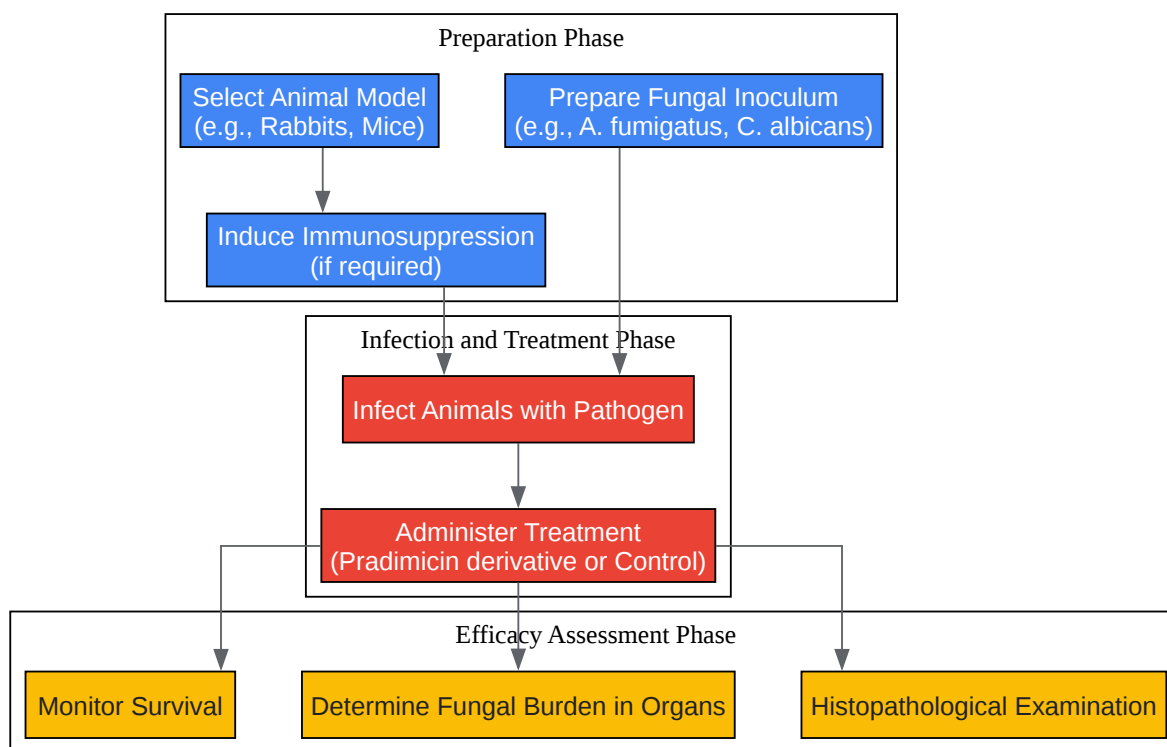 Preparation Phase
Select Animal Model
(e.g., Rabbits, Mice)
Prepare Fungal Inoculum
(e.g., A. fumigatus, C. albicans)
Induce Immunosuppression
(if required)
Infection and Treatment Phase
Infect Animals with Pathogen
Administer Treatment
(Pradimicin derivative or Control)
Efficacy Assessment Phase
Monitor Survival
Determine Fungal Burden in Organs
Histopathological Examination